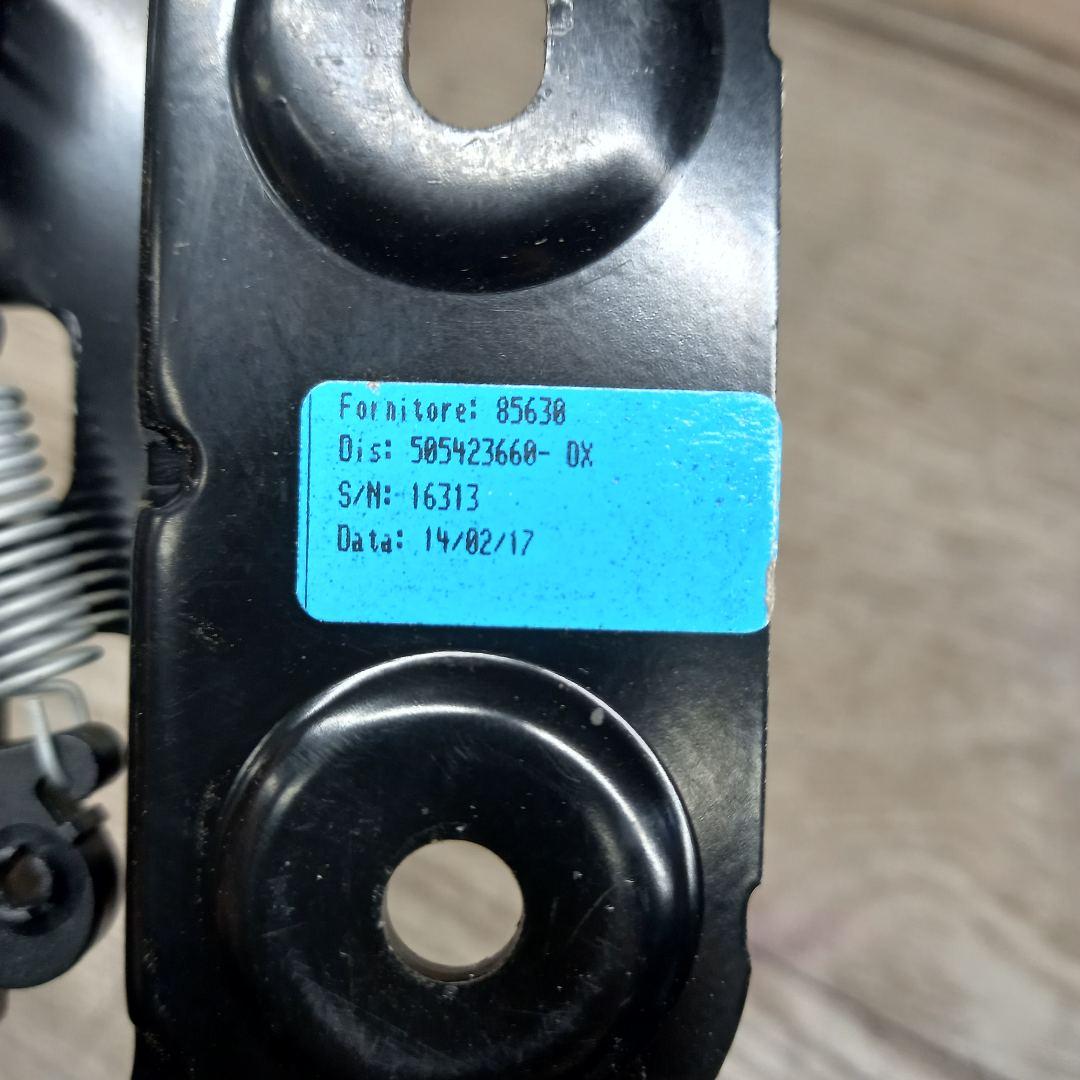 Fornitore: 85630
Dis: 505423660- DX
S/N: 16313
Data: 14/02/17